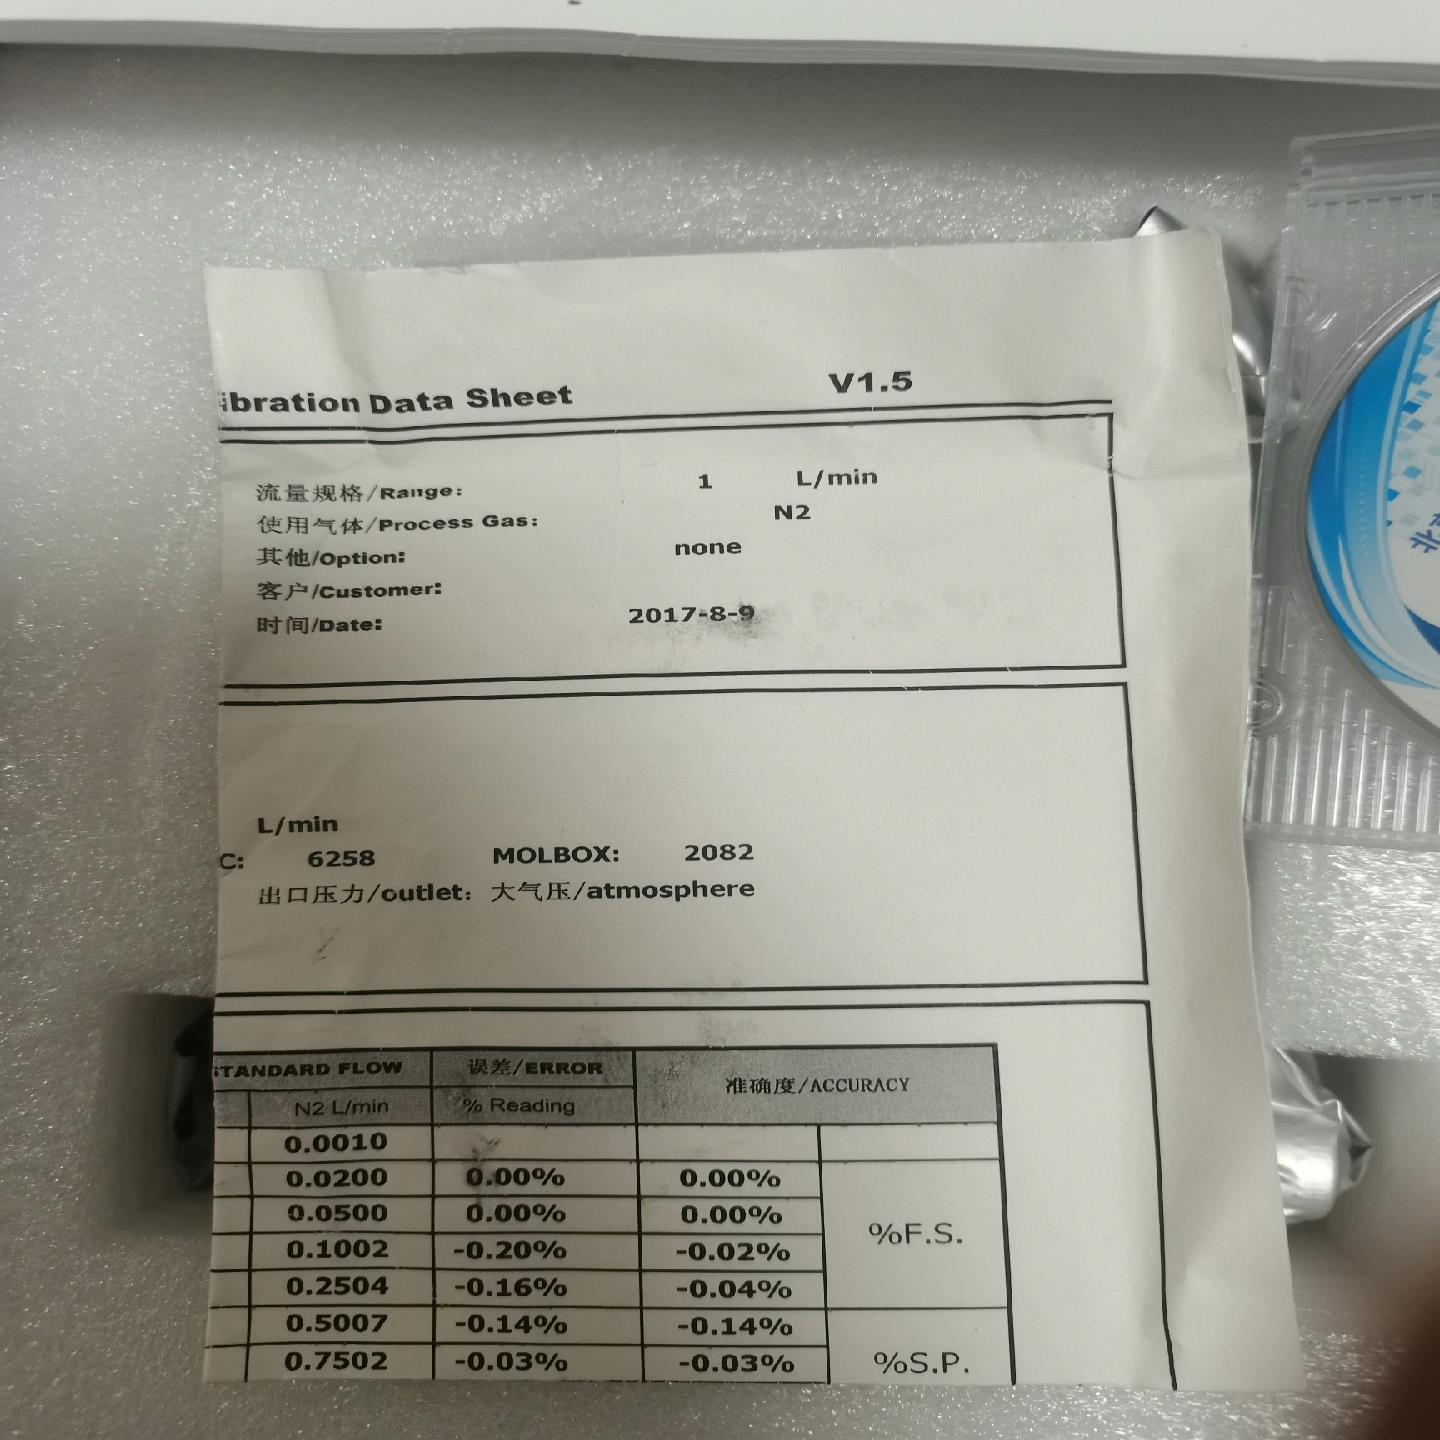 ibration Data Sheet V1.5
流量规格/Range: 1 L/min
使用气体/Process Gas: N2
其他/Option: none
客户/Customer:
时间/Date: 2017-8-9
L/min
C: 6258 MOLBOX: 2082
出口压力/outlet: 大气压/atmosphere
STANDARD FLOW 误差/ERROR 准确度/ACCURACY
N2 L/min % Reading
0.0010
0.0200 0.00% 0.00%
0.0500 0.00% 0.00% %F.S.
0.1002 -0.20% -0.02%
0.2504 -0.16% -0.04%
0.5007 -0.14% -0.14%
0.7502 -0.03% -0.03% %S.P.